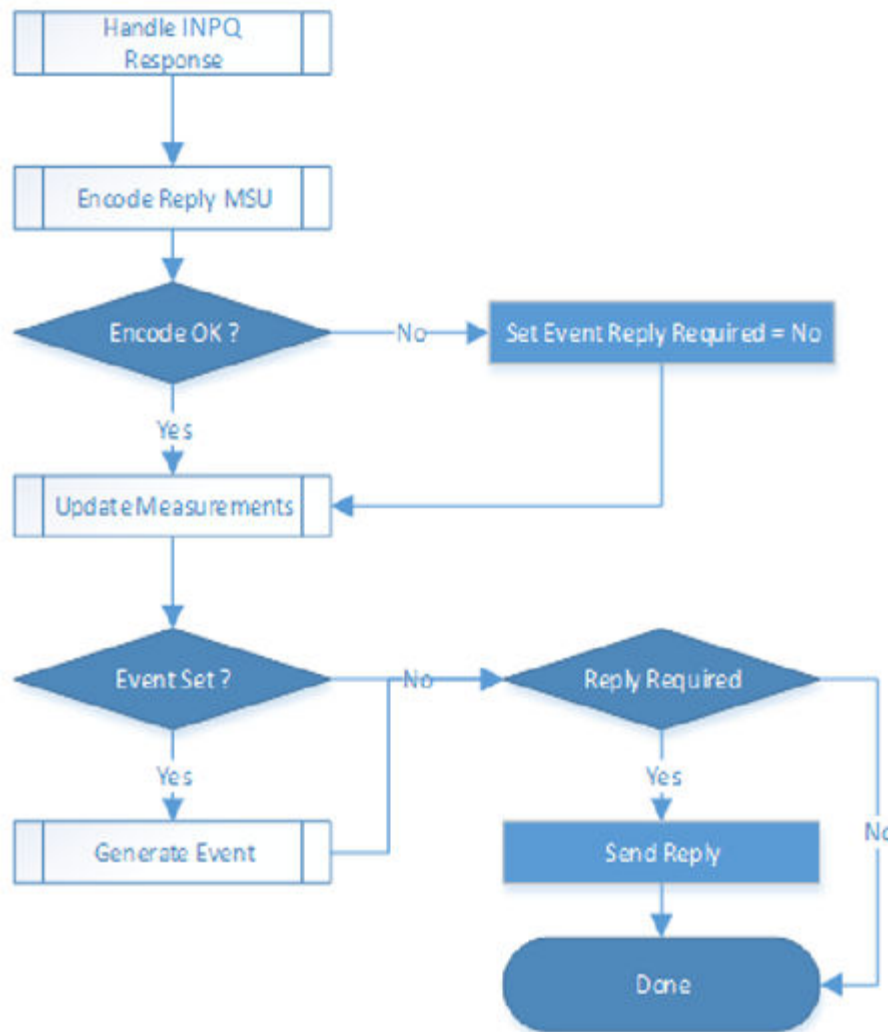 Handle INPQ
Response
Encode Reply MSU
Encode OK ?
No
Set Event Reply Required = No
Yes
Update Measurements
Event Set ?
No
Reply Required
Yes
Yes
Generate Event
Send Reply
No
Done